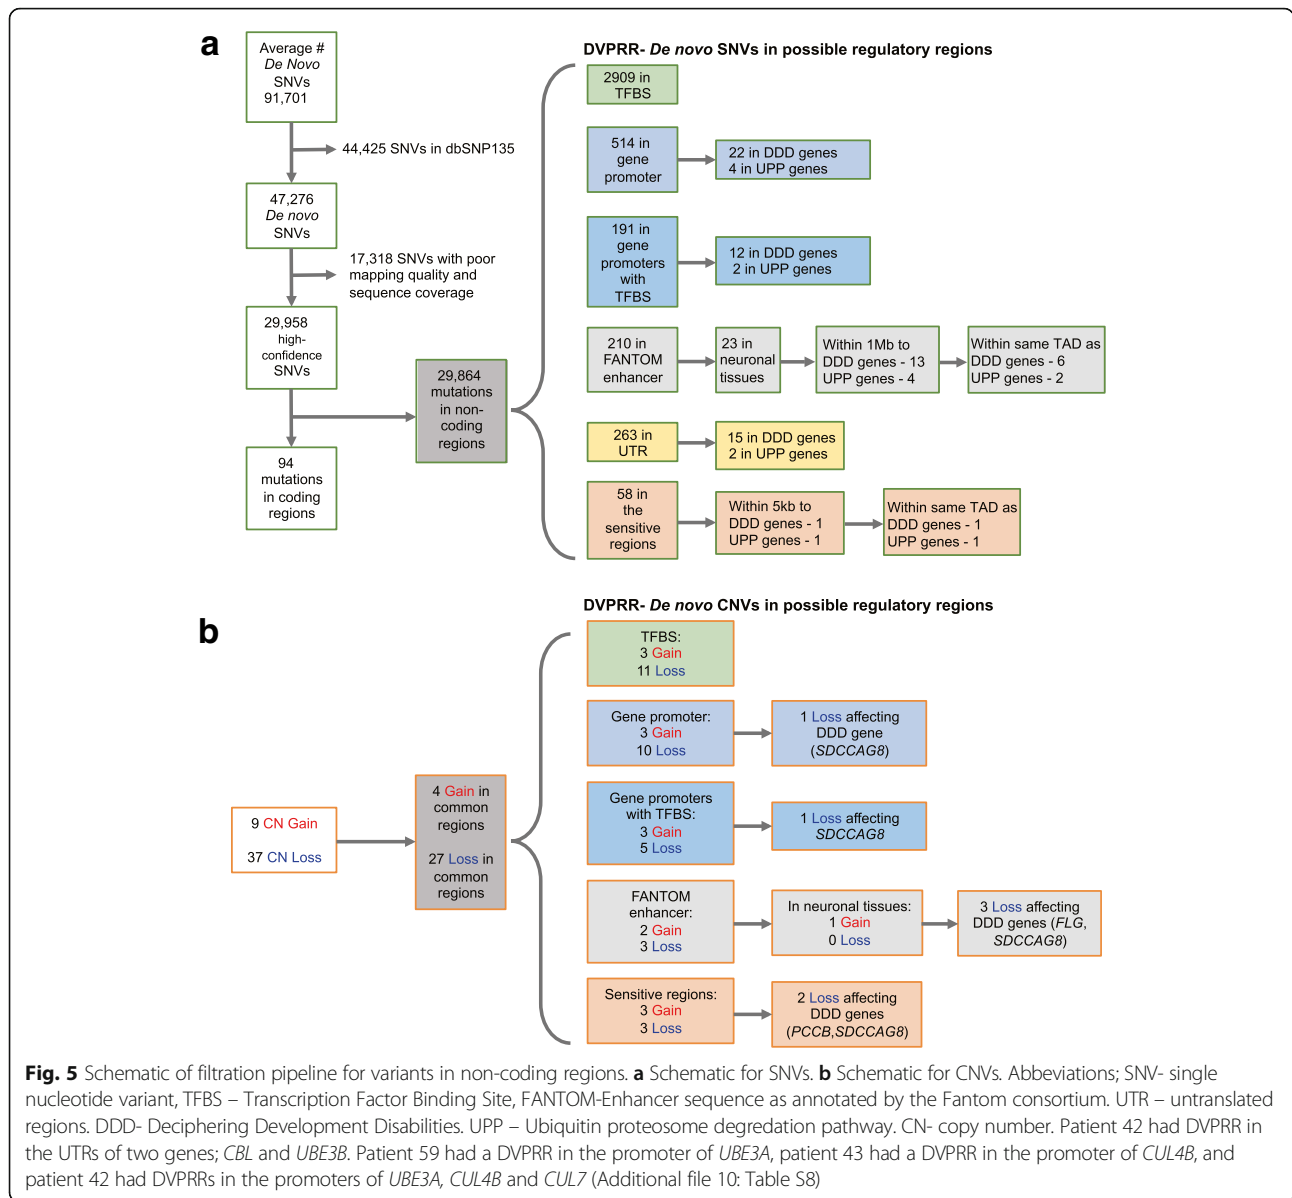 a
DVPRR- De novo SNVs in possible regulatory regions
Average #
De Novo
SNVs
91,701
44,425 SNVs in dbSNP135
47,276
De novo
SNVs
17,318 SNVs with poor
mapping quality and
sequence coverage
29,958
high-
confidence
SNVs
94
mutations
in coding
regions
29,864
mutations
in non-
coding
regions
2909 in
TFBS
514 in
gene
promoter
22 in DDD genes
4 in UPP genes
191 in
gene
promoters
with
TFBS
12 in DDD genes
2 in UPP genes
210 in
FANTOM
enhancer
23 in
neuronal
tissues
Within 1Mb to
DDD genes - 13
UPP genes - 4
Within same TAD as
DDD genes - 6
UPP genes - 2
263 in
UTR
15 in DDD genes
2 in UPP genes
58 in
the
sensitive
regions
Within 5kb to
DDD genes - 1
UPP genes - 1
Within same TAD as
DDD genes - 1
UPP genes - 1
b
DVPRR- De novo CNVs in possible regulatory regions
9 CN Gain
37 CN Loss
4 Gain in
common
regions
27 Loss in
common
regions
TFBS:
3 Gain
11 Loss
Gene promoter:
3 Gain
10 Loss
1 Loss affecting
DDD gene
(SDCCAG8)
Gene promoters
with TFBS:
3 Gain
5 Loss
1 Loss affecting
SDCCAG8
FANTOM
enhancer:
2 Gain
3 Loss
In neuronal tissues:
1 Gain
0 Loss
3 Loss affecting
DDD genes (FLG,
SDCCAG8)
Sensitive regions:
3 Gain
3 Loss
2 Loss affecting
DDD genes
(PCCB,SDCCAG8)
Fig. 5 Schematic of filtration pipeline for variants in non-coding regions. a Schematic for SNVs. b Schematic for CNVs. Abbeviations; SNV- single
nucleotide variant, TFBS – Transcription Factor Binding Site, FANTOM-Enhancer sequence as annotated by the Fantom consortium. UTR – untranslated
regions. DDD- Deciphering Development Disabilities. UPP – Ubiquitin proteosome degredation pathway. CN- copy number. Patient 42 had DVPRR in
the UTRs of two genes; CBL and UBE3B. Patient 59 had a DVPRR in the promoter of UBE3A, patient 43 had a DVPRR in the promoter of CUL4B, and
patient 42 had DVPRRs in the promoters of UBE3A, CUL4B and CUL7 (Additional file 10: Table S8)